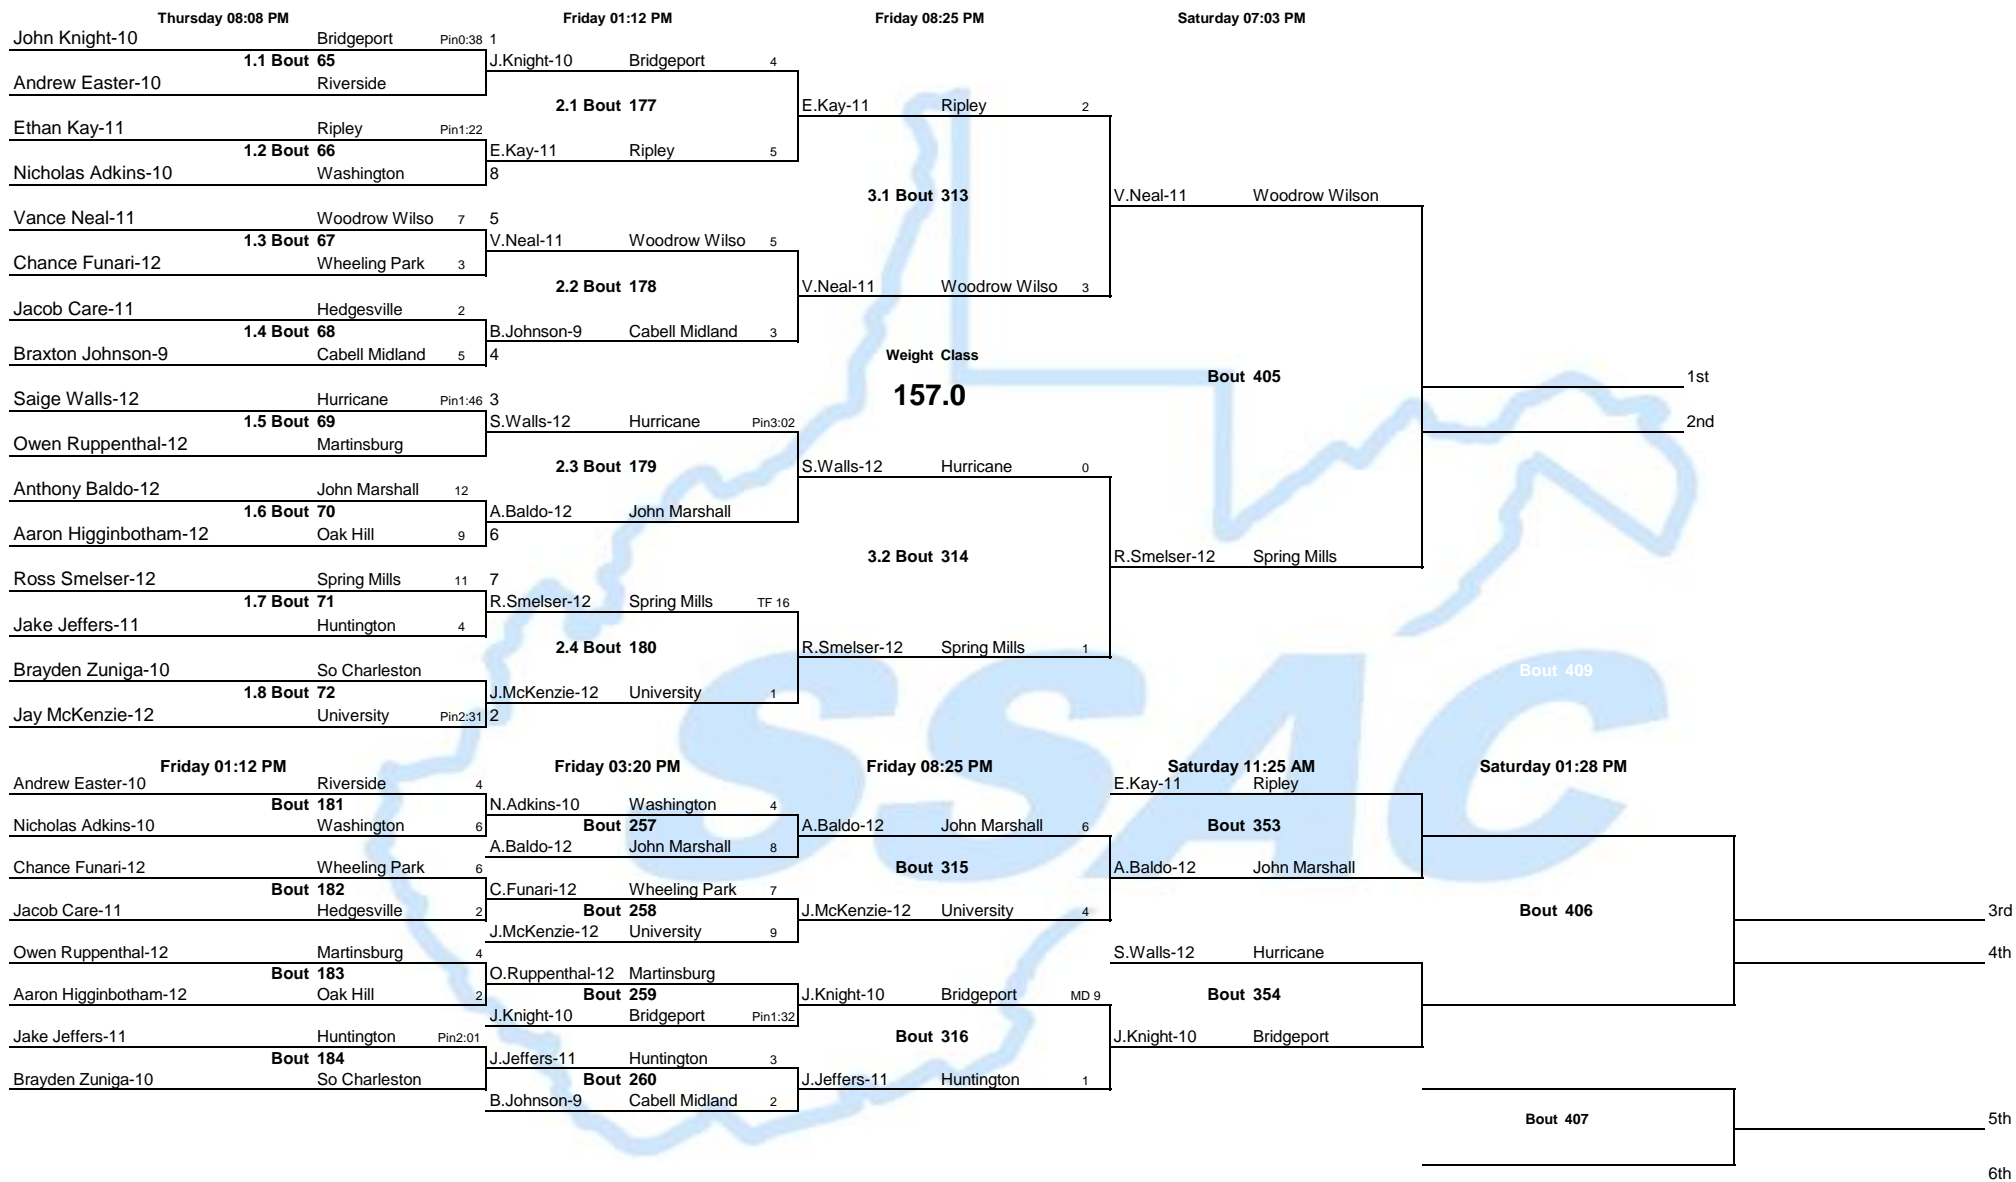 Thursday 08:08 PM Friday 01:12 PM Friday 08:25 PM Saturday 07:03 PM
John Knight-10 Bridgeport Pin0:38 1
1.1 Bout 65 J.Knight-10 Bridgeport 4
Andrew Easter-10 Riverside
2.1 Bout 177 E.Kay-11 Ripley 2
Ethan Kay-11 Ripley Pin1:22
1.2 Bout 66 E.Kay-11 Ripley 5
Nicholas Adkins-10 Washington 8
3.1 Bout 313 V.Neal-11 Woodrow Wilson
Vance Neal-11 Woodrow Wilso 7 5
1.3 Bout 67 V.Neal-11 Woodrow Wilso 5
Chance Funari-12 Wheeling Park 3
2.2 Bout 178 V.Neal-11 Woodrow Wilso 3
Jacob Care-11 Hedgesville 2
1.4 Bout 68 B.Johnson-9 Cabell Midland 3
Braxton Johnson-9 Cabell Midland 5 4
Weight Class
Bout 405 1st
157.0
Saige Walls-12 Hurricane Pin1:46 3
1.5 Bout 69 S.Walls-12 Hurricane Pin3:02 2nd
Owen Ruppenthal-12 Martinsburg
2.3 Bout 179 S.Walls-12 Hurricane 0
Anthony Baldo-12 John Marshall 12
1.6 Bout 70 A.Baldo-12 John Marshall
Aaron Higginbotham-12 Oak Hill 9 6
3.2 Bout 314 R.Smelser-12 Spring Mills
Ross Smelser-12 Spring Mills 11 7
1.7 Bout 71 R.Smelser-12 Spring Mills TF 16
Jake Jeffers-11 Huntington 4
2.4 Bout 180 R.Smelser-12 Spring Mills 1
Brayden Zuniga-10 So Charleston Bout 409
1.8 Bout 72 J.McKenzie-12 University 1
Jay McKenzie-12 University Pin2:31 2
SSAC
Friday 01:12 PM Friday 03:20 PM Friday 08:25 PM Saturday 11:25 AM Saturday 01:28 PM
Andrew Easter-10 Riverside 4 E.Kay-11 Ripley
Bout 181 N.Adkins-10 Washington 4
Nicholas Adkins-10 Washington 6 Bout 257 A.Baldo-12 John Marshall 6 Bout 353
A.Baldo-12 John Marshall 8
Chance Funari-12 Wheeling Park 6 Bout 315 A.Baldo-12 John Marshall
Bout 182 C.Funari-12 Wheeling Park 7
Jacob Care-11 Hedgesville 2 Bout 258 J.McKenzie-12 University 4 Bout 406 3rd
J.McKenzie-12 University 9
Owen Ruppenthal-12 Martinsburg 4 S.Walls-12 Hurricane 4th
Bout 183 O.Ruppenthal-12 Martinsburg
Aaron Higginbotham-12 Oak Hill 2 Bout 259 J.Knight-10 Bridgeport MD 9 Bout 354
J.Knight-10 Bridgeport Pin1:32
Jake Jeffers-11 Huntington Pin2:01 Bout 316 J.Knight-10 Bridgeport
Bout 184 J.Jeffers-11 Huntington 3
Brayden Zuniga-10 So Charleston Bout 260 J.Jeffers-11 Huntington 1
B.Johnson-9 Cabell Midland 2
Bout 407 5th
6th